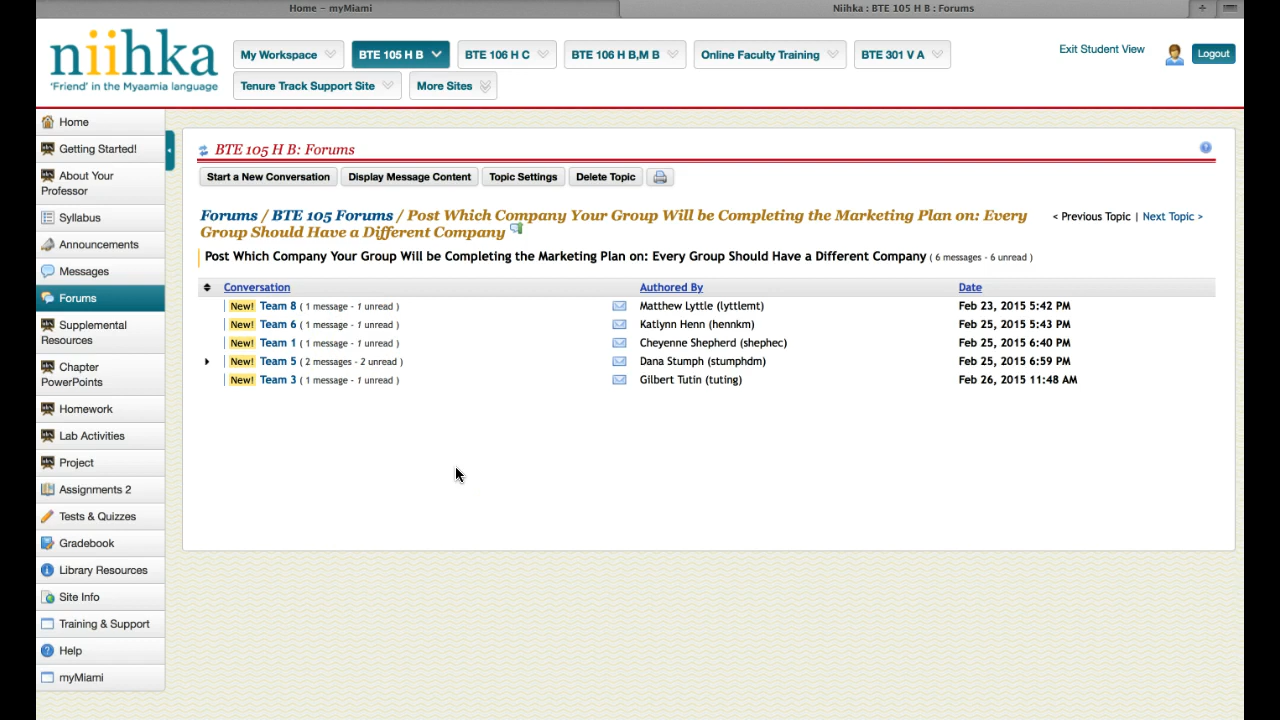 Home – myMiami
Niihka : BTE 105 H B : Forums
niihka
'Friend' in the Myaamia language
My Workspace
BTE 105 H B
BTE 106 H C
BTE 106 H B,M B
Online Faculty Training
BTE 301 V A
Exit Student View
Logout
Tenure Track Support Site
More Sites
Home
Getting Started!
About Your
Professor
Syllabus
Announcements
Messages
Forums
Supplemental
Resources
Chapter
PowerPoints
Homework
Lab Activities
Project
Assignments 2
Tests & Quizzes
Gradebook
Library Resources
Site Info
Training & Support
Help
myMiami
BTE 105 H B: Forums
Start a New Conversation
Display Message Content
Topic Settings
Delete Topic
Forums / BTE 105 Forums / Post Which Company Your Group Will be Completing the Marketing Plan on: Every
Group Should Have a Different Company
< Previous Topic | Next Topic >
Post Which Company Your Group Will be Completing the Marketing Plan on: Every Group Should Have a Different Company ( 6 messages - 6 unread )
Conversation Authored By Date
New! Team 8 ( 1 message - 1 unread ) Matthew Lyttle (lyttlemt) Feb 23, 2015 5:42 PM
New! Team 6 ( 1 message - 1 unread ) Katlynn Henn (hennkm) Feb 25, 2015 5:43 PM
New! Team 1 ( 1 message - 1 unread ) Cheyenne Shepherd (shephec) Feb 25, 2015 6:40 PM
New! Team 5 ( 2 messages - 2 unread ) Dana Stumph (stumphdm) Feb 25, 2015 6:59 PM
New! Team 3 ( 1 message - 1 unread ) Gilbert Tutin (tuting) Feb 26, 2015 11:48 AM